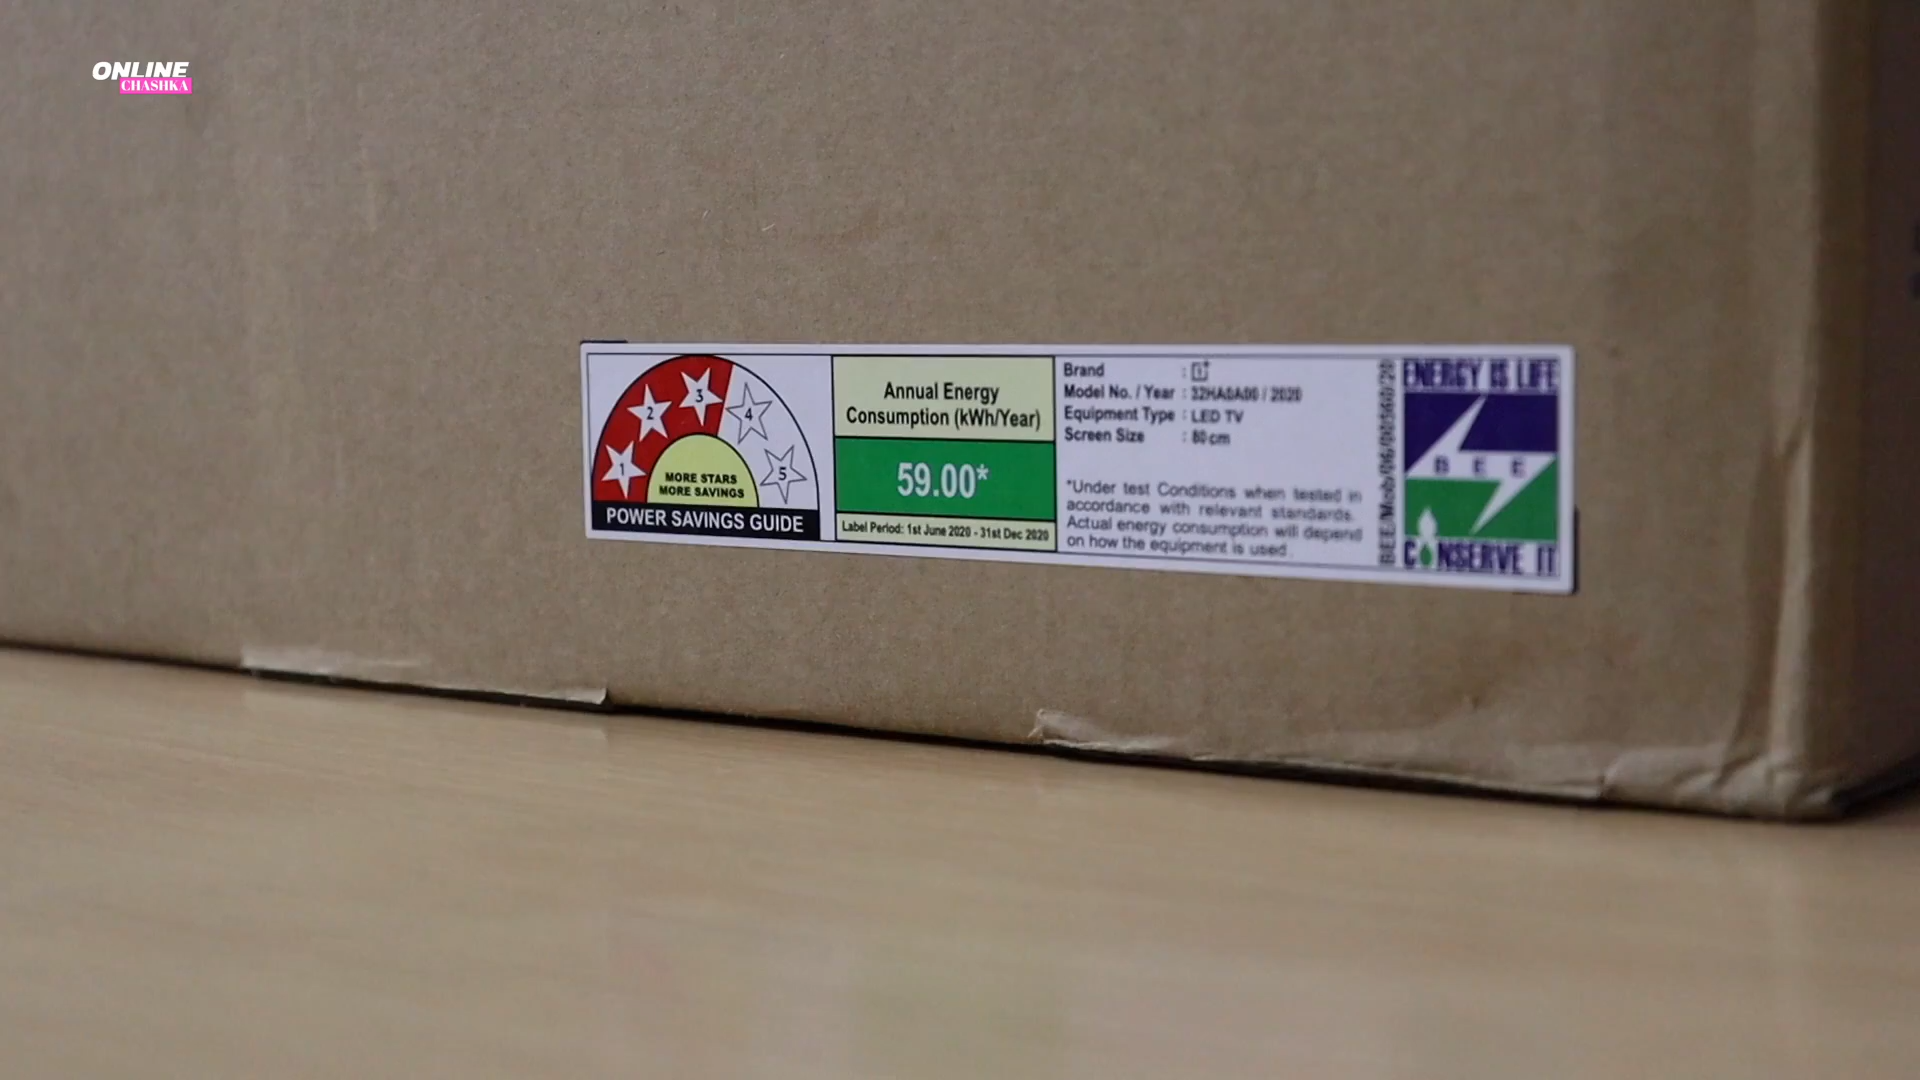 ONLINE
CHASHKA
1
2
3
4
5
MORE STARS
MORE SAVINGS
POWER SAVINGS GUIDE
Annual Energy
Consumption (kWh/Year)
59.00*
Label Period: 1st June 2020 - 31st Dec 2020
Brand :
Model No. / Year : 32HA0A00 / 2020
Equipment Type : LED TV
Screen Size : 80 cm
*Under test Conditions when tested in
accordance with relevant standards.
Actual energy consumption will depend
on how the equipment is used.
ENERGY IS LIFE
BEE
CONSERVE IT